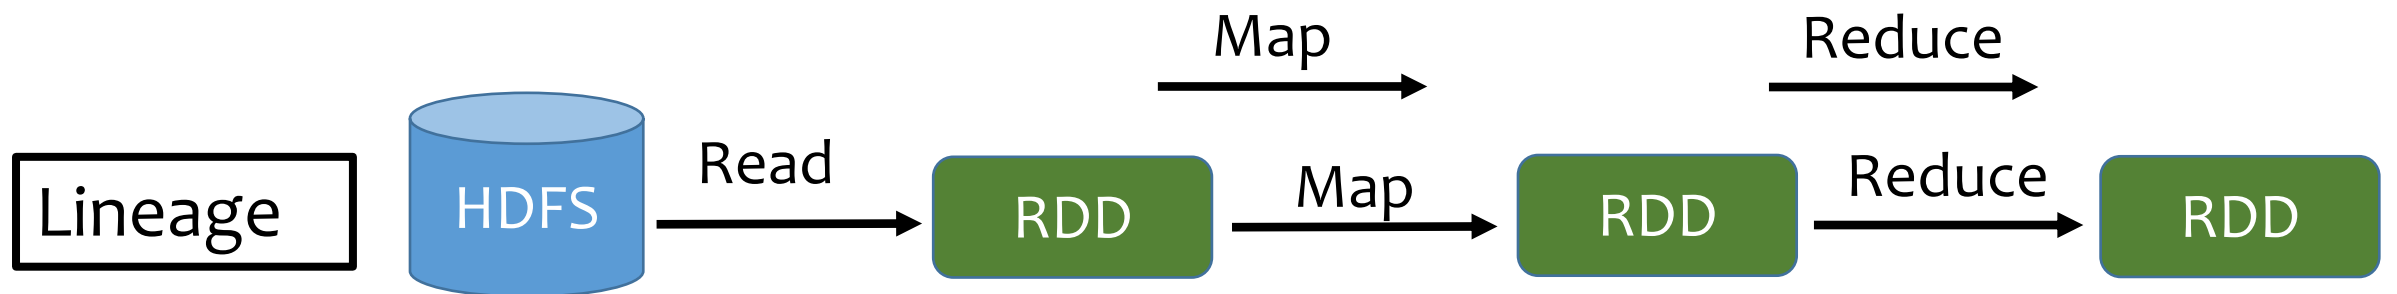 Map
Reduce
Lineage
HDFS
Read
RDD
Map
RDD
Reduce
RDD